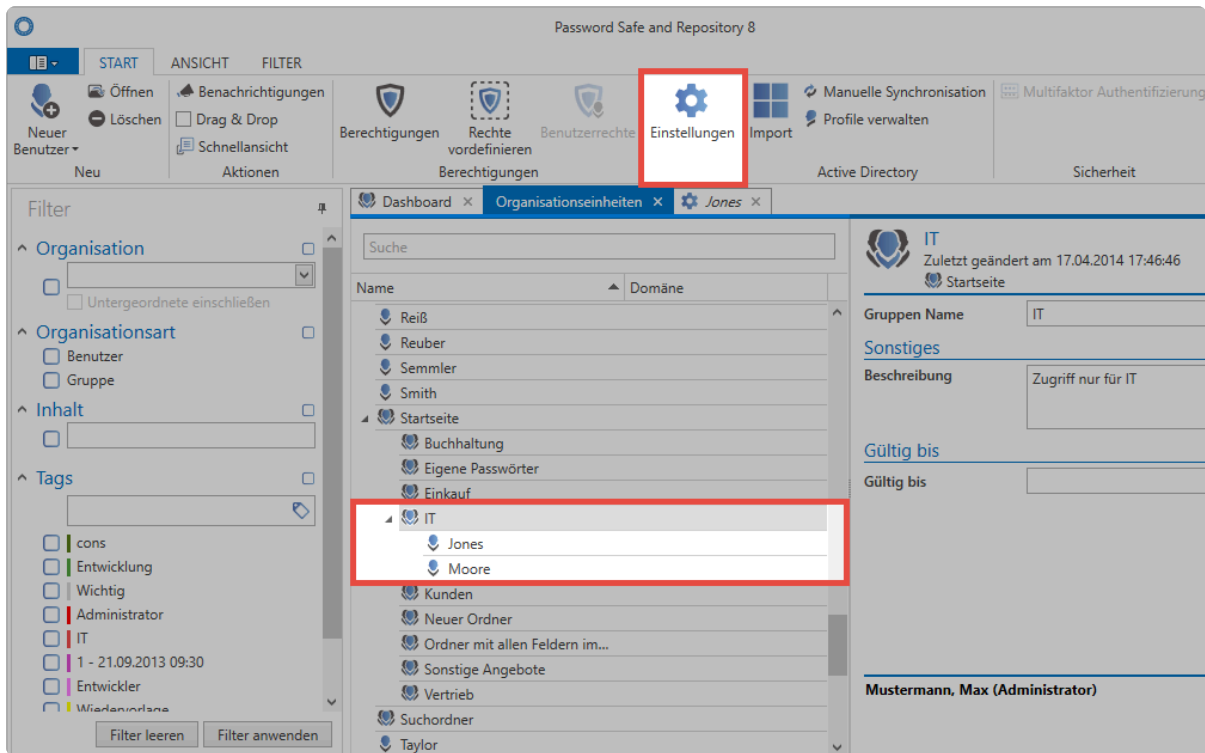 Password Safe and Repository 8
START ANSICHT FILTER
Neuer
Benutzer
Öffnen
Löschen
Neu
Benachrichtigungen
Drag & Drop
Schnellansicht
Aktionen
Berechtigungen
Rechte
vordefinieren
Benutzerrechte
Berechtigungen
Einstellungen
Import
Manuelle Synchronisation
Profile verwalten
Active Directory
Multifaktor Authentifizierung
Sicherheit
Filter
Organisation
Untergeordnete einschließen
Organisationsart
Benutzer
Gruppe
Inhalt
Tags
cons
Entwicklung
Wichtig
Administrator
IT
1 - 21.09.2013 09:30
Entwickler
Wiedervorlage
Filter leeren
Filter anwenden
Dashboard
Organisationseinheiten
Jones
Suche
Name
Domäne
Reiß
Reuber
Semmler
Smith
Startseite
Buchhaltung
Eigene Passwörter
Einkauf
IT
Jones
Moore
Kunden
Neuer Ordner
Ordner mit allen Feldern im...
Sonstige Angebote
Vertrieb
Suchordner
Taylor
IT
Zuletzt geändert am 17.04.2014 17:46:46
Startseite
Gruppen Name
IT
Sonstiges
Beschreibung
Zugriff nur für IT
Gültig bis
Gültig bis
Mustermann, Max (Administrator)